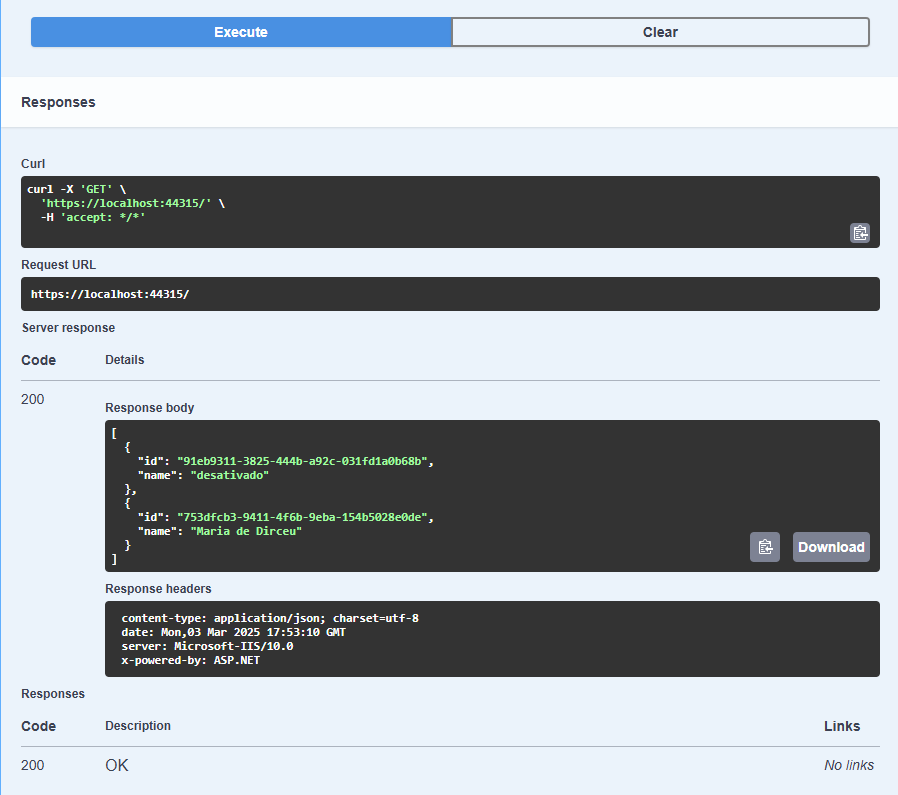 Execute
Clear
Responses
Curl
curl -X 'GET' \
  'https://localhost:44315/' \
  -H 'accept: */*'
Request URL
https://localhost:44315/
Server response
Code Details
200
Response body
[
  {
    "id": "91eb9311-3825-444b-a92c-031fd1a0b68b",
    "name": "desativado"
  },
  {
    "id": "753dfcb3-9411-4f6b-9eba-154b5028e0de",
    "name": "Maria de Dirceu"
  }
]
Download
Response headers
content-type: application/json; charset=utf-8
date: Mon,03 Mar 2025 17:53:10 GMT
server: Microsoft-IIS/10.0
x-powered-by: ASP.NET
Responses
Code Description Links
200 OK No links